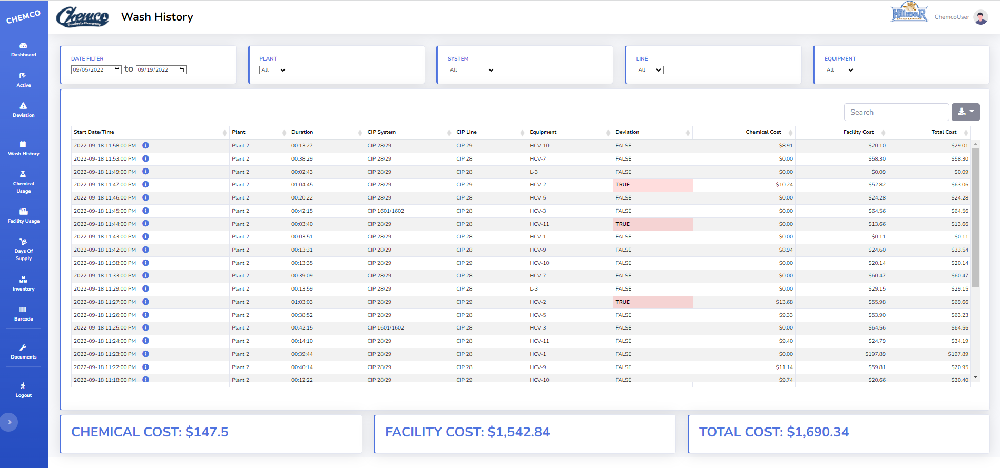 CHEMCO
Dashboard
Active
Deviation
Wash History
Chemical
Usage
Facility Usage
Days Of
Supply
Inventory
Barcode
Documents
Logout
Chemco
Products Company
Wash History
Hilmar
CHEESE COMPANY
ChemcoUser
DATE FILTER
09/05/2022 to 09/19/2022
PLANT
All
SYSTEM
All
LINE
All
EQUIPMENT
All
Search
Start Date/Time Plant Duration CIP System CIP Line Equipment Deviation Chemical Cost Facility Cost Total Cost
2022-09-18 11:58:00 PM Plant 2 00:13:27 CIP 28/29 CIP 29 HCV-10 FALSE $8.91 $20.10 $29.01
2022-09-18 11:53:00 PM Plant 2 00:38:29 CIP 28/29 CIP 28 HCV-7 FALSE $0.00 $58.30 $58.30
2022-09-18 11:49:00 PM Plant 2 00:02:43 CIP 28/29 CIP 28 L-3 FALSE $0.00 $0.09 $0.09
2022-09-18 11:47:00 PM Plant 2 01:04:45 CIP 28/29 CIP 29 HCV-2 TRUE $10.24 $52.82 $63.06
2022-09-18 11:46:00 PM Plant 2 00:20:22 CIP 28/29 CIP 28 HCV-5 FALSE $0.00 $24.28 $24.28
2022-09-18 11:45:00 PM Plant 2 00:42:15 CIP 1601/1602 CIP 28 HCV-3 FALSE $0.00 $64.56 $64.56
2022-09-18 11:44:00 PM Plant 2 00:03:40 CIP 28/29 CIP 28 HCV-11 TRUE $0.00 $13.66 $13.66
2022-09-18 11:43:00 PM Plant 2 00:03:51 CIP 28/29 CIP 28 HCV-1 FALSE $0.00 $0.11 $0.11
2022-09-18 11:42:00 PM Plant 2 00:13:31 CIP 28/29 CIP 28 HCV-9 FALSE $8.94 $24.60 $33.54
2022-09-18 11:38:00 PM Plant 2 00:13:35 CIP 28/29 CIP 29 HCV-10 FALSE $0.00 $20.14 $20.14
2022-09-18 11:33:00 PM Plant 2 00:39:09 CIP 28/29 CIP 28 HCV-7 FALSE $0.00 $60.47 $60.47
2022-09-18 11:29:00 PM Plant 2 00:13:59 CIP 28/29 CIP 28 L-3 FALSE $0.00 $29.15 $29.15
2022-09-18 11:27:00 PM Plant 2 01:03:03 CIP 28/29 CIP 29 HCV-2 TRUE $13.68 $55.98 $69.66
2022-09-18 11:26:00 PM Plant 2 00:38:52 CIP 28/29 CIP 28 HCV-5 FALSE $9.33 $53.90 $63.23
2022-09-18 11:25:00 PM Plant 2 00:42:15 CIP 1601/1602 CIP 28 HCV-3 FALSE $0.00 $64.56 $64.56
2022-09-18 11:24:00 PM Plant 2 00:14:10 CIP 28/29 CIP 28 HCV-11 FALSE $9.40 $24.79 $34.19
2022-09-18 11:23:00 PM Plant 2 00:39:44 CIP 28/29 CIP 28 HCV-1 FALSE $0.00 $197.89 $197.89
2022-09-18 11:22:00 PM Plant 2 00:40:14 CIP 28/29 CIP 28 HCV-9 FALSE $11.14 $59.81 $70.95
2022-09-18 11:18:00 PM Plant 2 00:12:22 CIP 28/29 CIP 29 HCV-10 FALSE $9.74 $20.66 $30.40
CHEMICAL COST: $147.5
FACILITY COST: $1,542.84
TOTAL COST: $1,690.34